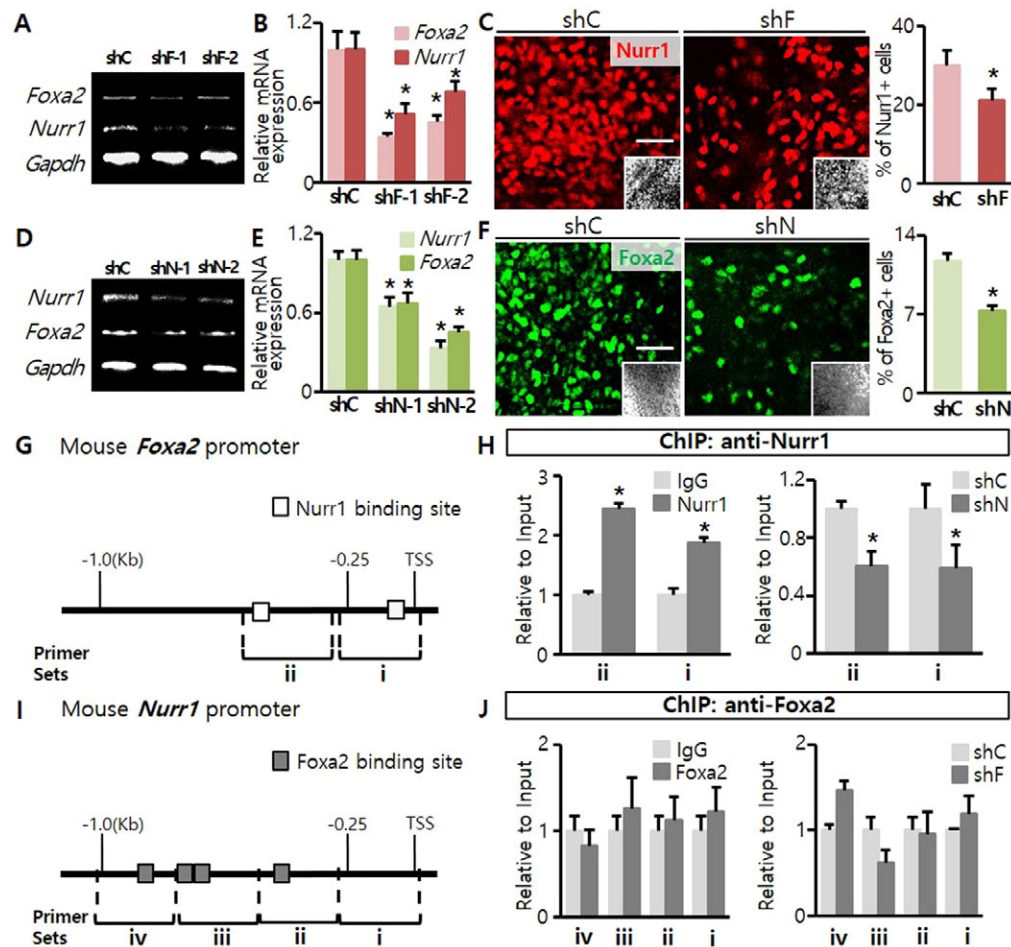 A
shC shF-1 shF-2
Foxa2
Nurr1
Gapdh
B
Relative mRNA expression
1.2
0.6
0
Foxa2
Nurr1
* * * *
shC shF-1 shF-2
C
shC shF
Nurr1
% of Nurr1+ cells
40
20
0
*
shC shF
D
shC shN-1 shN-2
Nurr1
Foxa2
Gapdh
E
Relative mRNA expression
1.2
0.6
0
Nurr1
Foxa2
* * * *
shC shN-1 shN-2
F
shC shN
Foxa2
% of Foxa2+ cells
14
7
0
*
shC shN
G Mouse Foxa2 promoter
Nurr1 binding site
-1.0(Kb) -0.25 TSS
Primer Sets
ii i
H
ChIP: anti-Nurr1
Relative to Input
3
2
1
0
IgG
Nurr1
* *
ii i
Relative to Input
1.2
0.8
0.4
0
shC
shN
* *
ii i
I Mouse Nurr1 promoter
Foxa2 binding site
-1.0(Kb) -0.25 TSS
Primer Sets
iv iii ii i
J
ChIP: anti-Foxa2
Relative to Input
2
1
0
IgG
Foxa2
iv iii ii i
Relative to Input
2
1
0
shC
shF
iv iii ii i